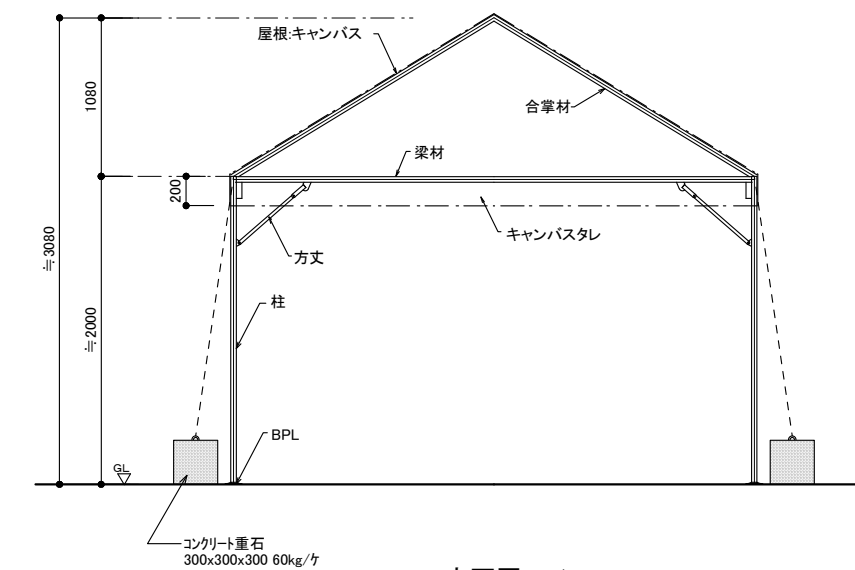 屋根:キャンバス
合掌材
梁材
1080
200
≒3080
キャンバスタレ
方丈
≒2000
柱
BPL
GL
コンクリート重石
300x300x300 60kg/ケ